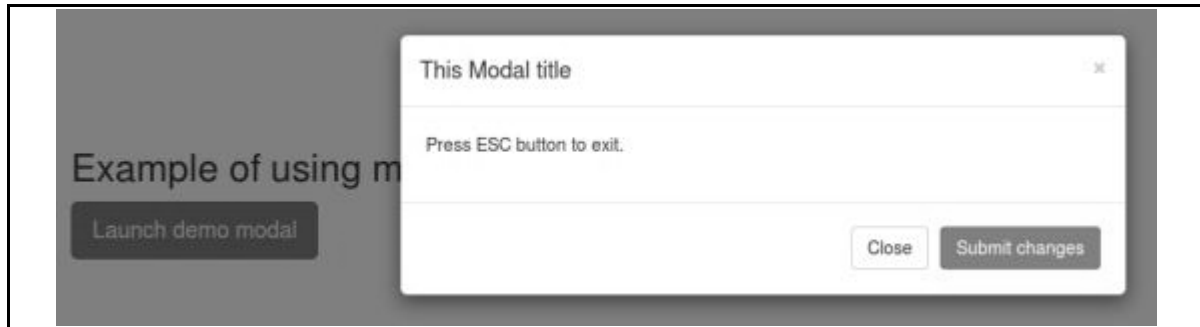 This Modal title ×
Press ESC button to exit.
Example of using m
Launch demo modal
Close Submit changes